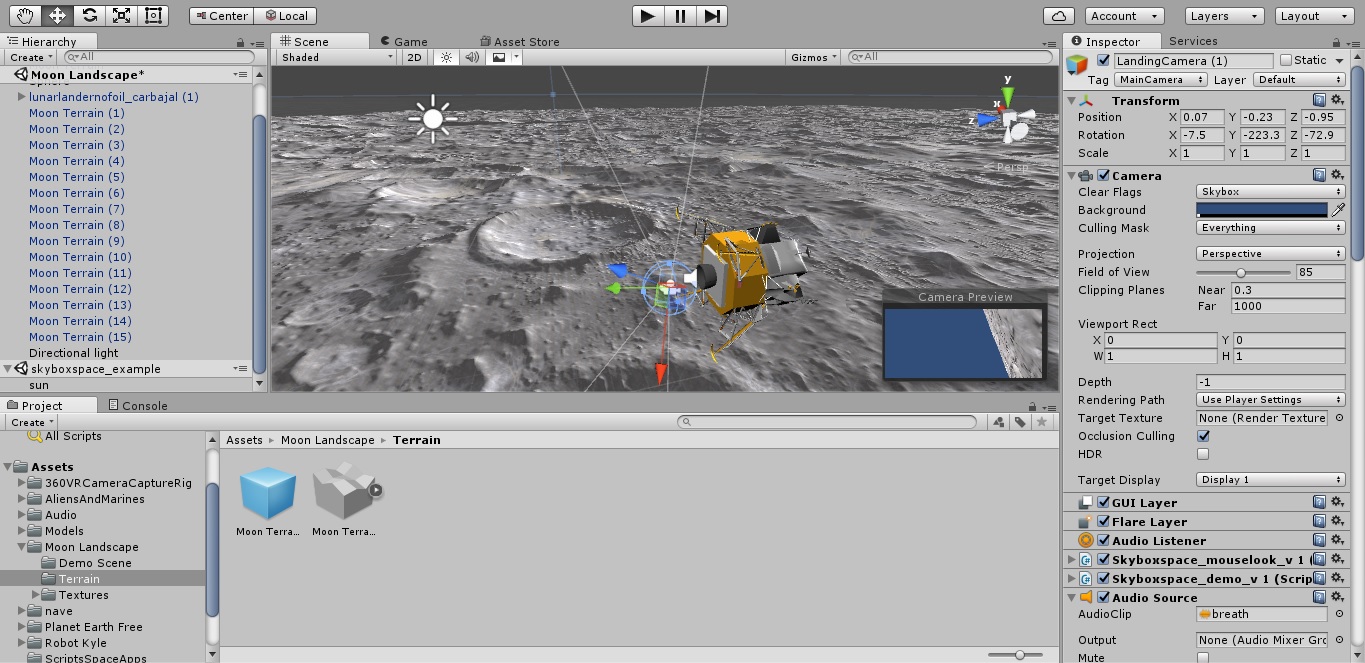 Center Local Account Layers Layout
Hierarchy
Create All
Moon Landscape*
Sphere
lunarlandernofoil_carbajal (1)
Moon Terrain (1)
Moon Terrain (2)
Moon Terrain (3)
Moon Terrain (4)
Moon Terrain (5)
Moon Terrain (6)
Moon Terrain (7)
Moon Terrain (8)
Moon Terrain (9)
Moon Terrain (10)
Moon Terrain (11)
Moon Terrain (12)
Moon Terrain (13)
Moon Terrain (14)
Moon Terrain (15)
Directional light
skyboxspace_example
sun
Scene Game Asset Store
Shaded 2D Gizmos All
y
x
z
Persp
Camera Preview
Inspector Services
LandingCamera (1) Static
Tag MainCamera Layer Default
Transform
Position X 0.07 Y -0.23 Z -0.95
Rotation X -7.5 Y -223.3 Z -72.9
Scale X 1 Y 1 Z 1
Camera
Clear Flags Skybox
Background
Culling Mask Everything
Projection Perspective
Field of View 85
Clipping Planes Near 0.3
Far 1000
Viewport Rect
X 0 Y 0
W 1 H 1
Depth -1
Rendering Path Use Player Settings
Target Texture None (Render Texture
Occlusion Culling
HDR
Target Display Display 1
GUI Layer
Flare Layer
Audio Listener
Skyboxspace_mouselook_v 1 (
Skyboxspace_demo_v 1 (Scrip
Audio Source
AudioClip breath
Output None (Audio Mixer Gro
Mute
Project Console
Create
All Scripts
Assets
360VRCameraCaptureRig
AliensAndMarines
Audio
Models
Moon Landscape
Demo Scene
Terrain
Textures
nave
Planet Earth Free
Robot Kyle
ScriptsSpaceApps
Assets Moon Landscape Terrain
Moon Terra... Moon Terra...